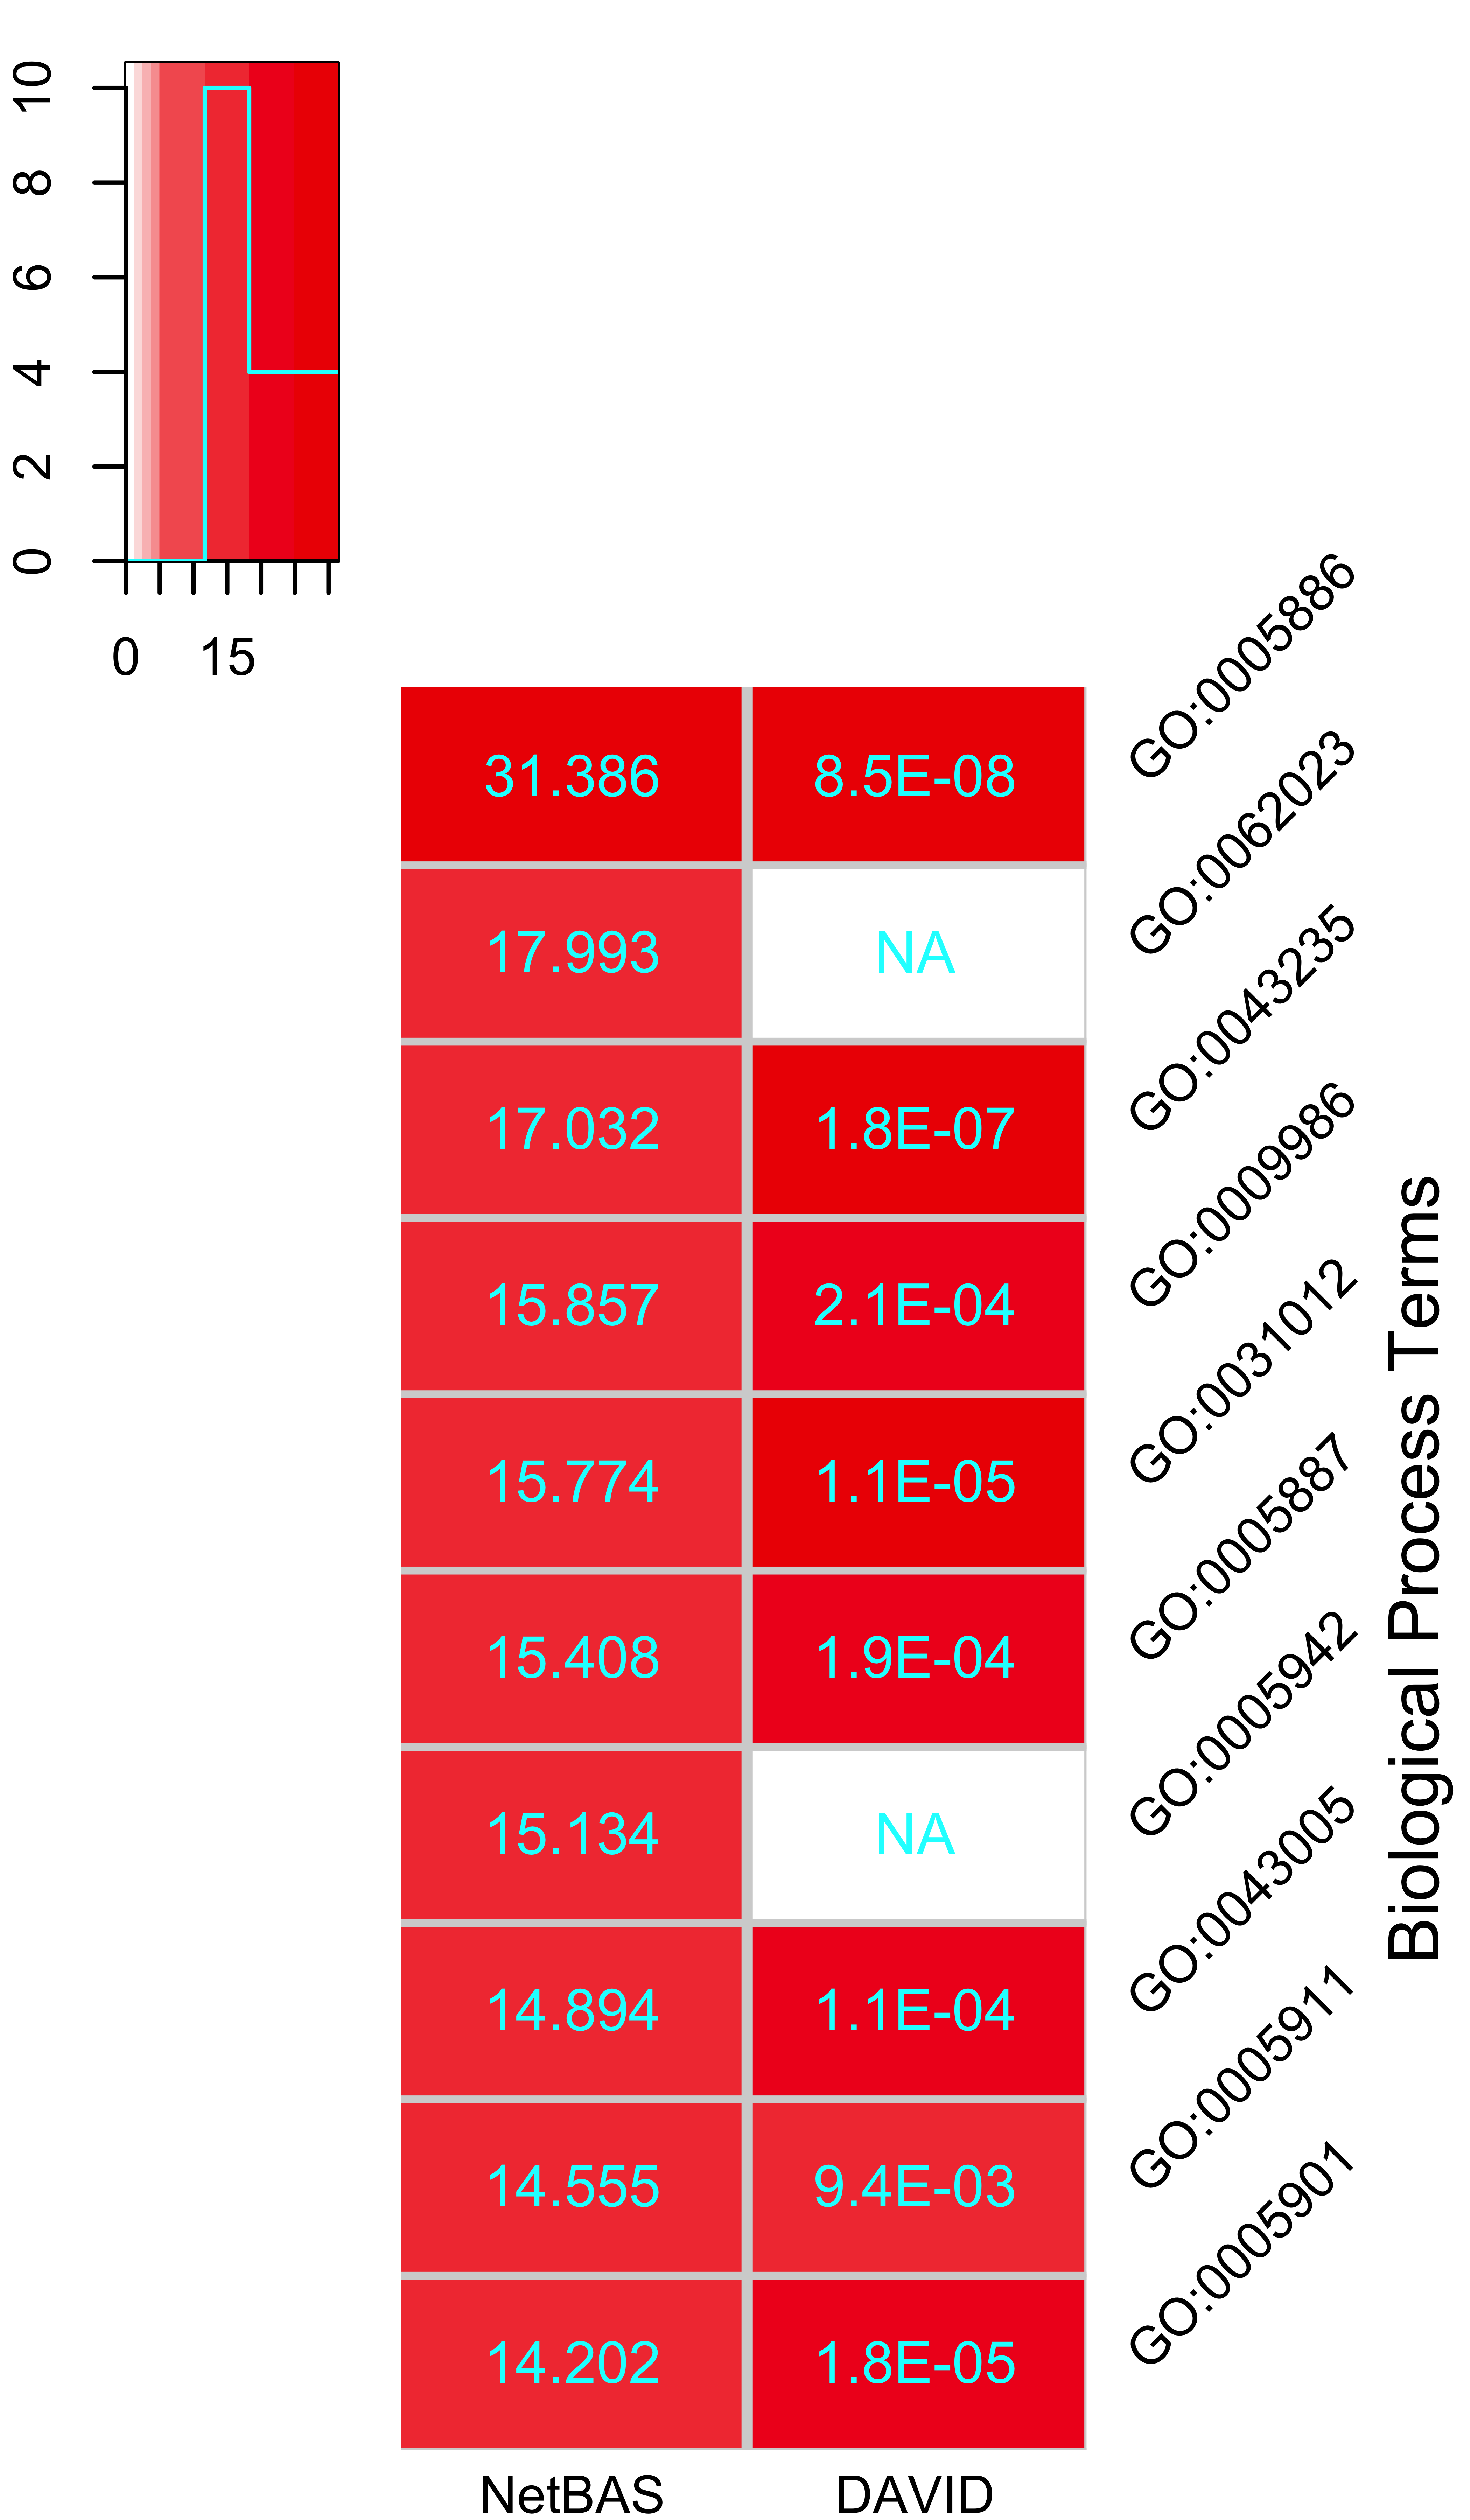 10
8
6
4
2
0
0 15
31.386 8.5E-08 GO:0005886
17.993 NA GO:0062023
17.032 1.8E-07 GO:0043235
15.857 2.1E-04 GO:0009986
15.774 1.1E-05 GO:0031012
15.408 1.9E-04 GO:0005887
15.134 NA GO:0005942
14.894 1.1E-04 GO:0043005
14.555 9.4E-03 GO:0005911
14.202 1.8E-05 GO:0005901
1 NetBAS DAVID
Biological Process Terms